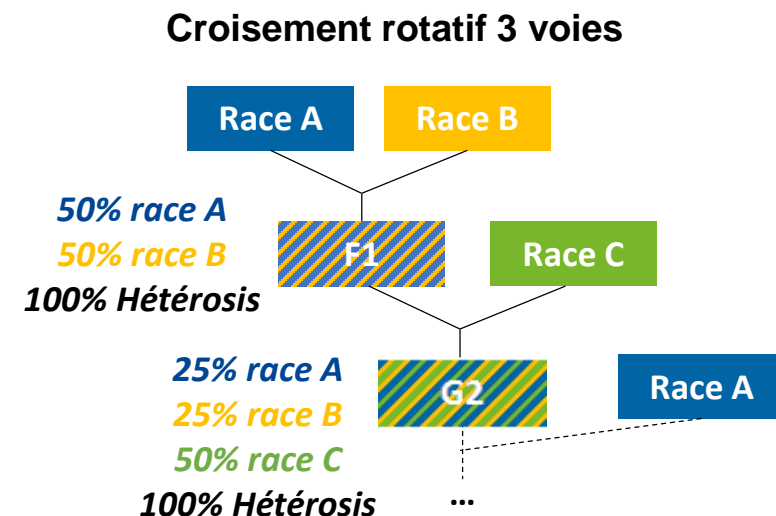 Croisement rotatif 3 voies
Race A
Race B
50% race A
50% race B
100% Hétérosis
F1
Race C
25% race A
25% race B
50% race C
100% Hétérosis
G2
Race A
...